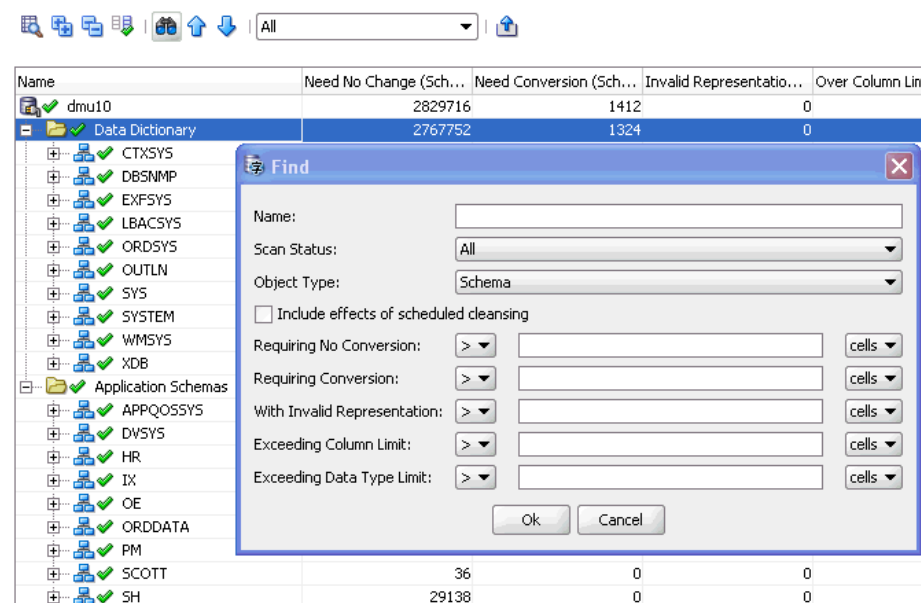 All
Name Need No Change (Sch... Need Conversion (Sch... Invalid Representatio... Over Column Lim
dmu10 2829716 1412 0
Data Dictionary 2767752 1324 0
CTXSYS
Find
DBSNMP
EXFSYS
Name:
LBACSYS
ORDSYS
Scan Status: All
OUTLN
Object Type: Schema
SYS
SYSTEM
Include effects of scheduled cleansing
WMSYS
Requiring No Conversion: > cells
XDB
Requiring Conversion: > cells
Application Schemas
APPQOSSYS
With Invalid Representation: > cells
DVSYS
Exceeding Column Limit: > cells
HR
IX
Exceeding Data Type Limit: > cells
OE
ORDDATA
Ok Cancel
PM
SCOTT 36 0 0
SH 29138 0 0